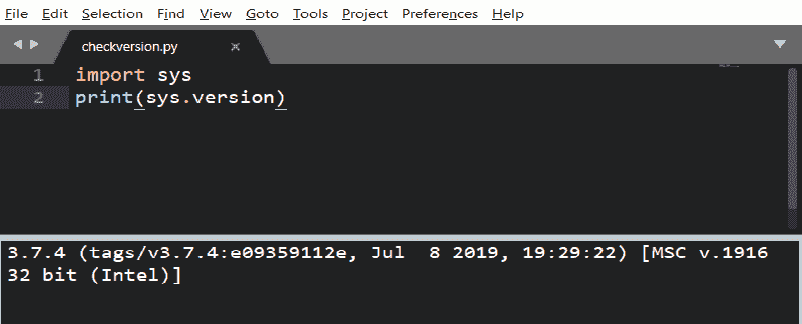 File Edit Selection Find View Goto Tools Project Preferences Help
checkversion.py ×
1 import sys
2 print(sys.version)
3.7.4 (tags/v3.7.4:e09359112e, Jul  8 2019, 19:29:22) [MSC v.1916
32 bit (Intel)]